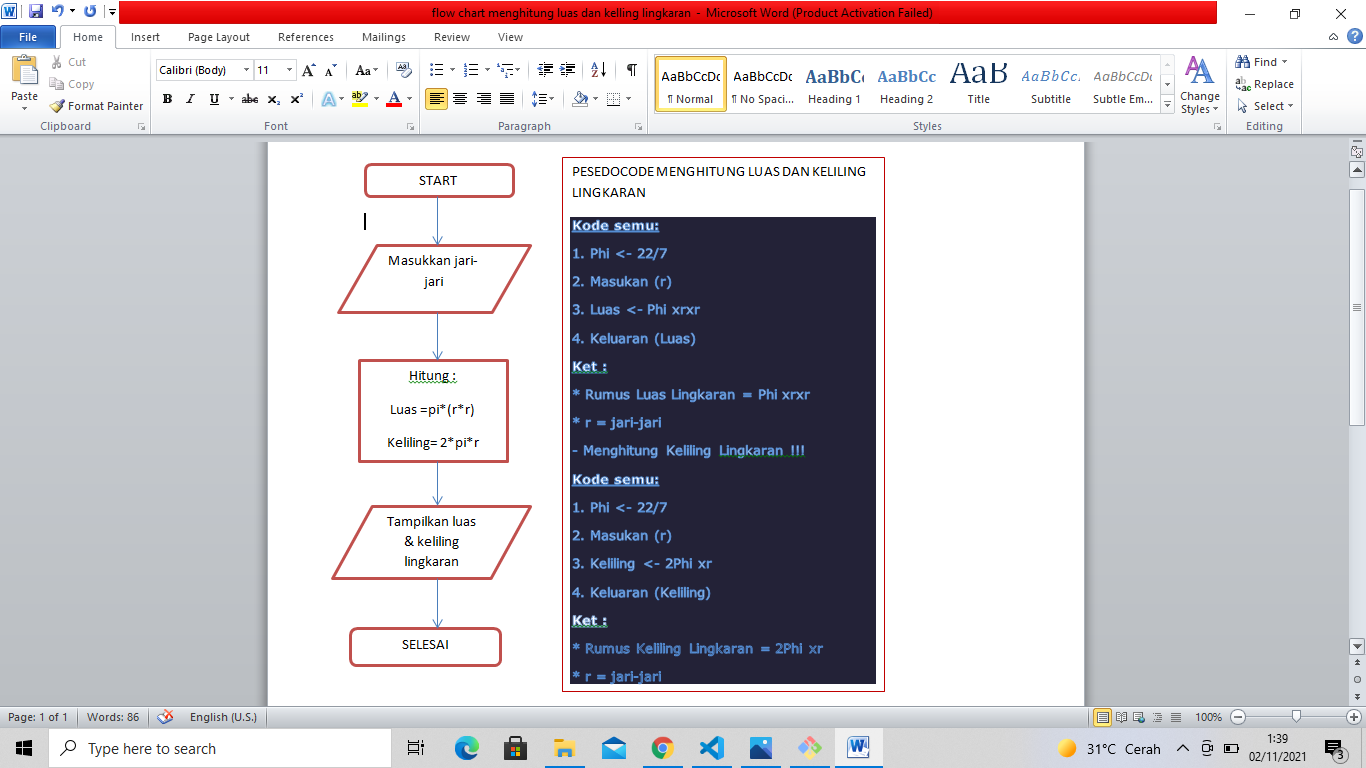 flow chart menghitung luas dan kelling lingkaran - Microsoft Word (Product Activation Failed)
File Home Insert Page Layout References Mailings Review View
Paste
Cut
Copy
Format Painter
Calibri (Body) 11
AaBbCcDc AaBbCcDc AaBbCc AaBbCc AaB AaBbCc. AaBbCcDc
¶ Normal ¶ No Spaci... Heading 1 Heading 2 Title Subtitle Subtle Em...
Change Styles
Find
Replace
Select
Clipboard Font Paragraph Styles Editing
START
Masukkan jari-
jari
Hitung :
Luas =pi*(r*r)
Keliling= 2*pi*r
Tampilkan luas
& keliling
lingkaran
SELESAI
PESEDOCODE MENGHITUNG LUAS DAN KELILING
LINGKARAN
Kode semu:
1. Phi <- 22/7
2. Masukan (r)
3. Luas <- Phi xrxr
4. Keluaran (Luas)
Ket :
* Rumus Luas Lingkaran = Phi xrxr
* r = jari-jari
- Menghitung Keliling Lingkaran !!!
Kode semu:
1. Phi <- 22/7
2. Masukan (r)
3. Keliling <- 2Phi xr
4. Keluaran (Keliling)
Ket :
* Rumus Keliling Lingkaran = 2Phi xr
* r = jari-jari
Page: 1 of 1 Words: 86 English (U.S.) 100%
Type here to search
31°C Cerah
1:39
02/11/2021
3